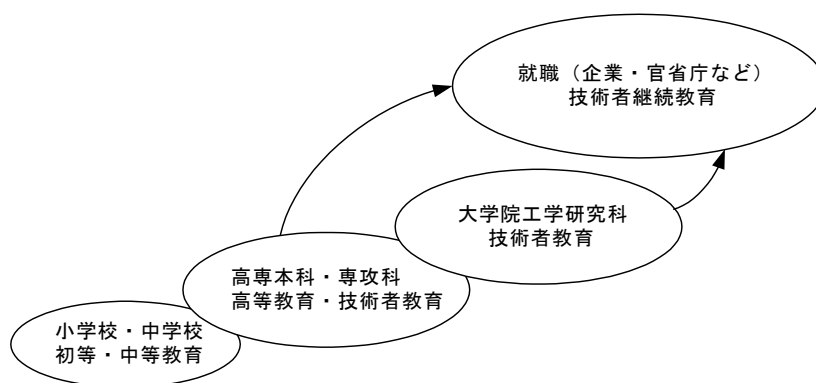 就職（企業・官省庁など）
技術者継続教育
大学院工学研究科
技術者教育
高専本科・専攻科
高等教育・技術者教育
小学校・中学校
初等・中等教育